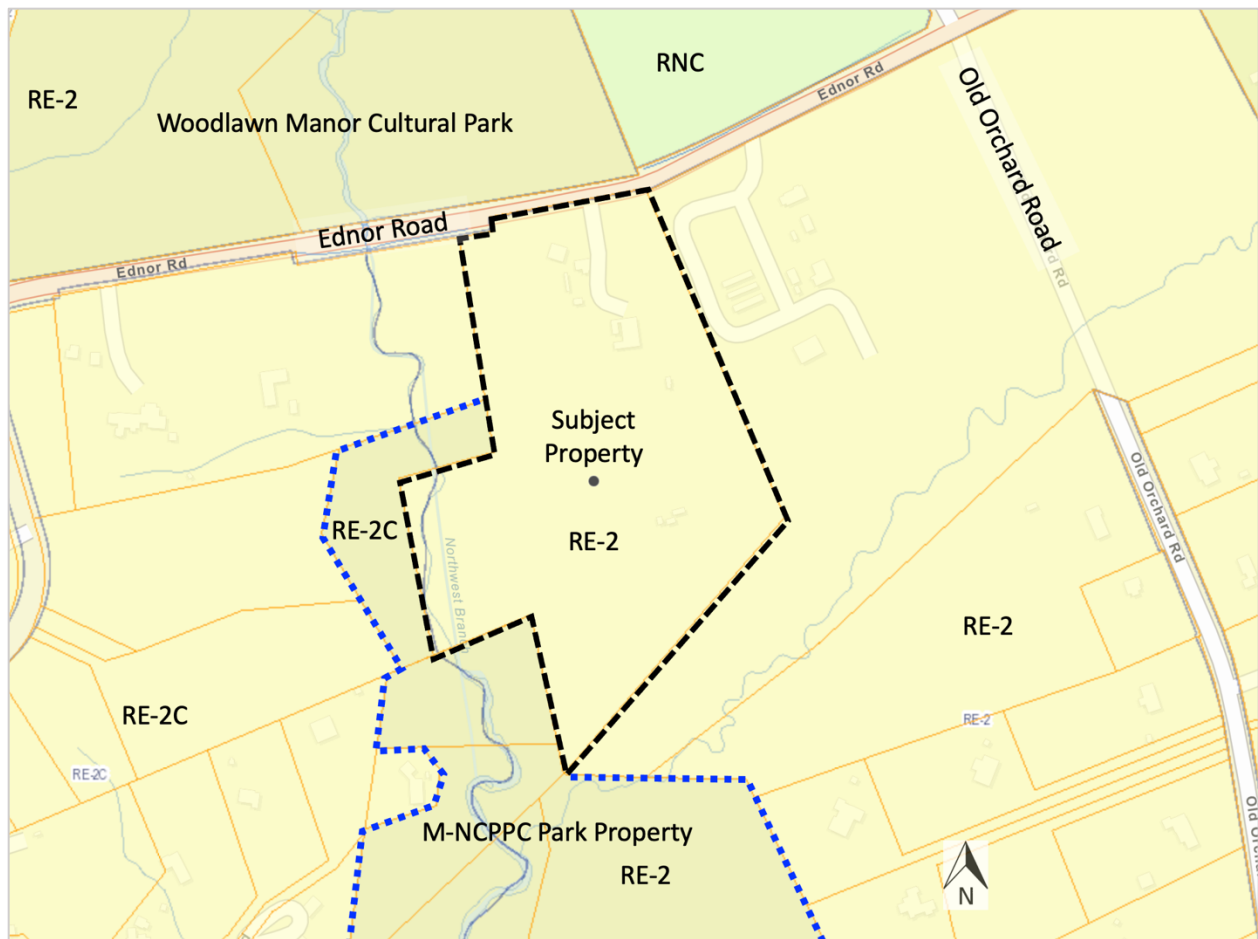 RNC
RE-2
Woodlawn Manor Cultural Park
Ednor Rd
Old Orchard Road
d Rd
Ednor Road
Ednor Rd
Subject
Property
Old Orchard Rd
RE-2C
RE-2
Northwest Branch
RE-2
RE-2C
RE-2
RE-2C
M-NCPPC Park Property
RE-2
N